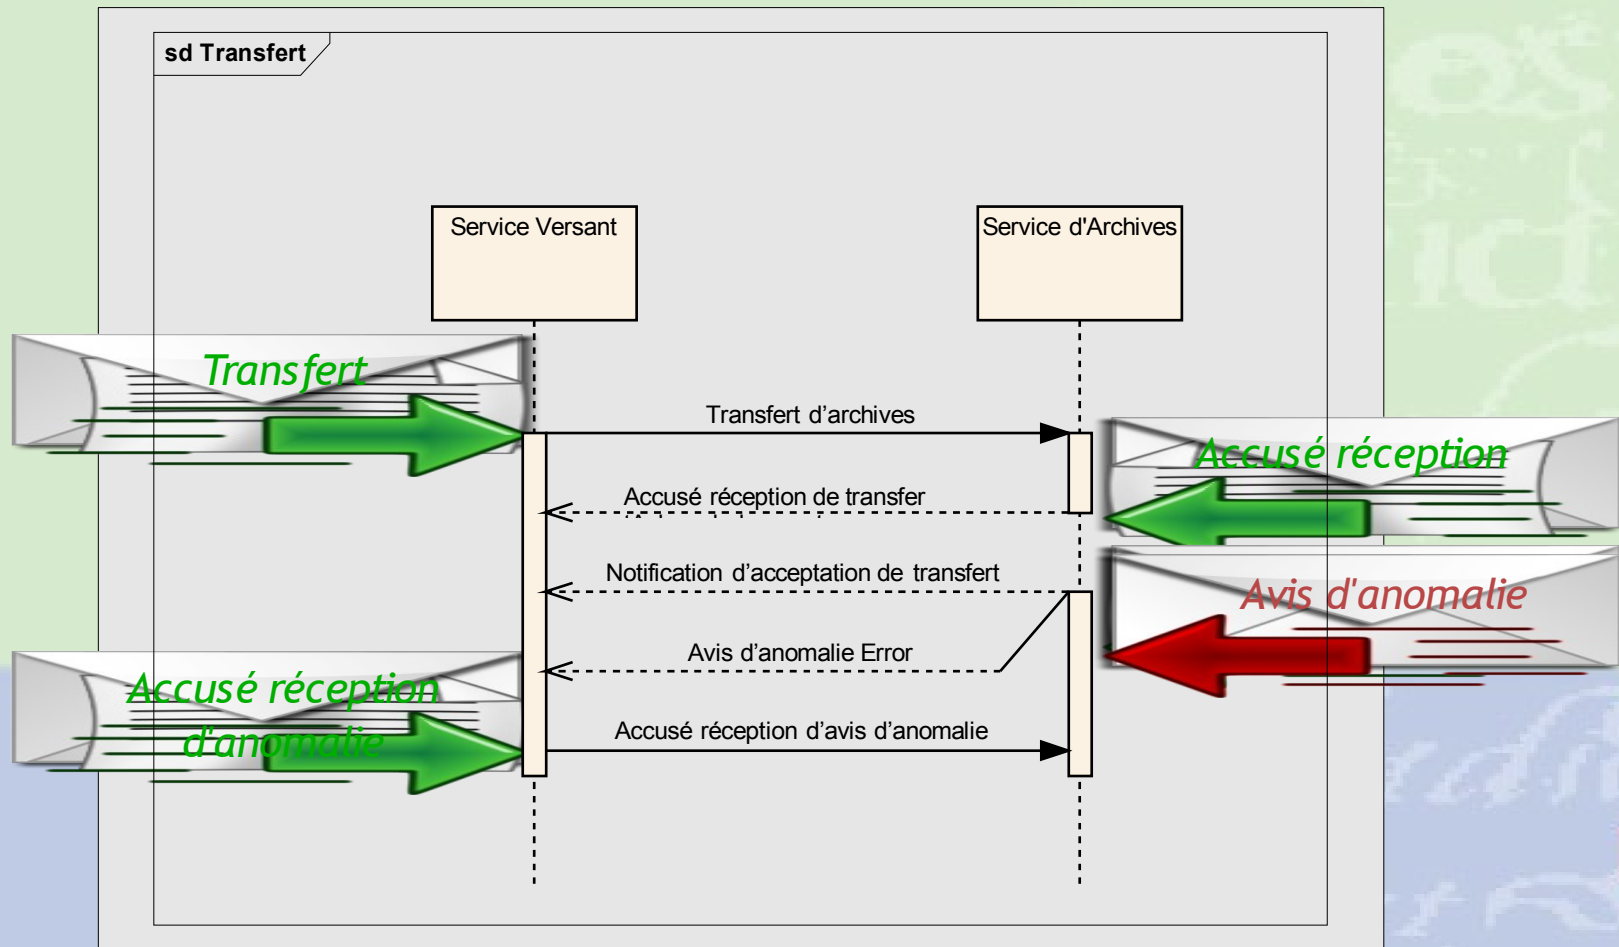 sd Transfert
Service Versant
Service d'Archives
Transfert
Transfert d’archives
Accusé réception
Accusé réception de transfer
Notification d’acceptation de transfert
Avis d'anomalie
Avis d’anomalie Error
Accusé réception
d'anomalie
Accusé réception d’avis d’anomalie